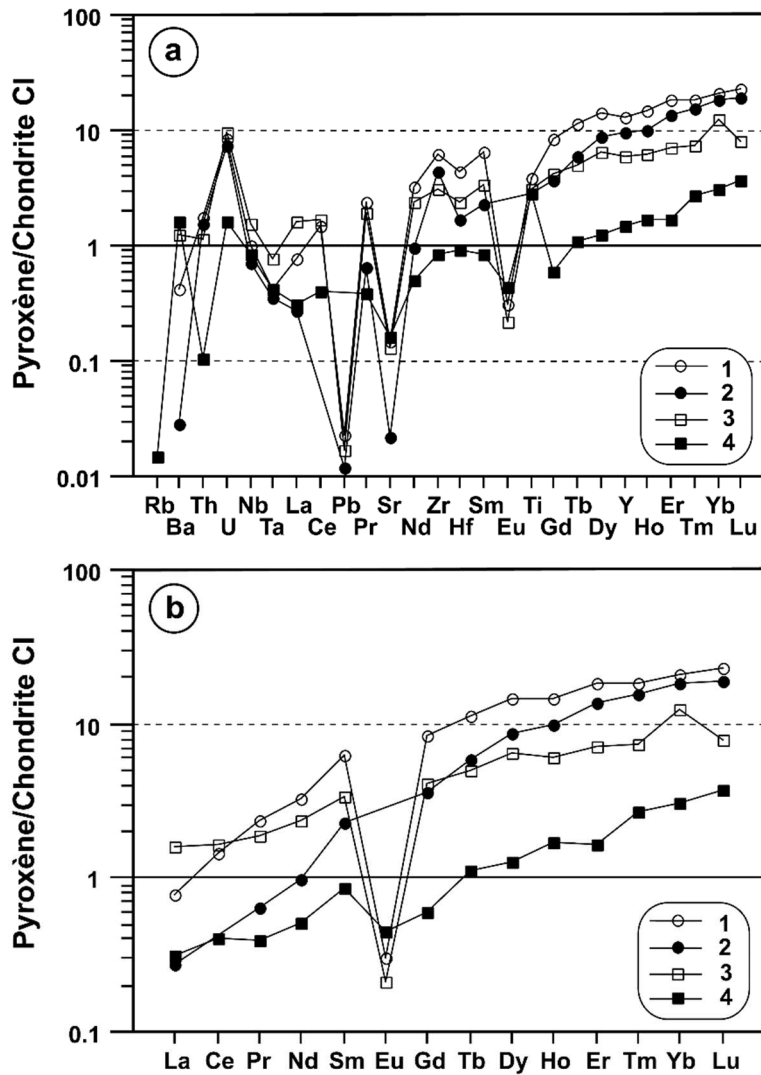 100
a
10
1
0.1
0.01
Pyroxène/Chondrite CI
1
2
3
4
Rb Th Nb La Pb Sr Zr Sm Ti Tb Y Er Yb
Ba U Ta Ce Pr Nd Hf Eu Gd Dy Ho Tm Lu
100
b
10
1
0.1
Pyroxène/Chondrite CI
1
2
3
4
La Ce Pr Nd Sm Eu Gd Tb Dy Ho Er Tm Yb Lu